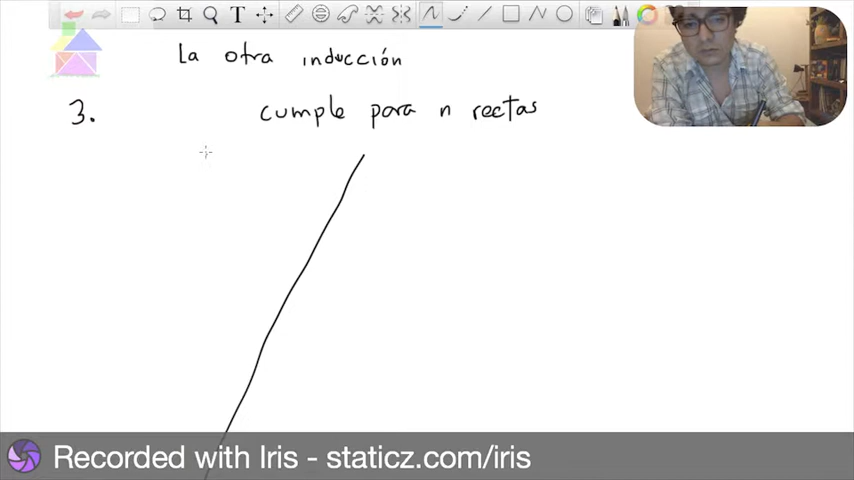 La otra inducción
3. cumple para n rectas
Recorded with Iris - staticz.com/iris